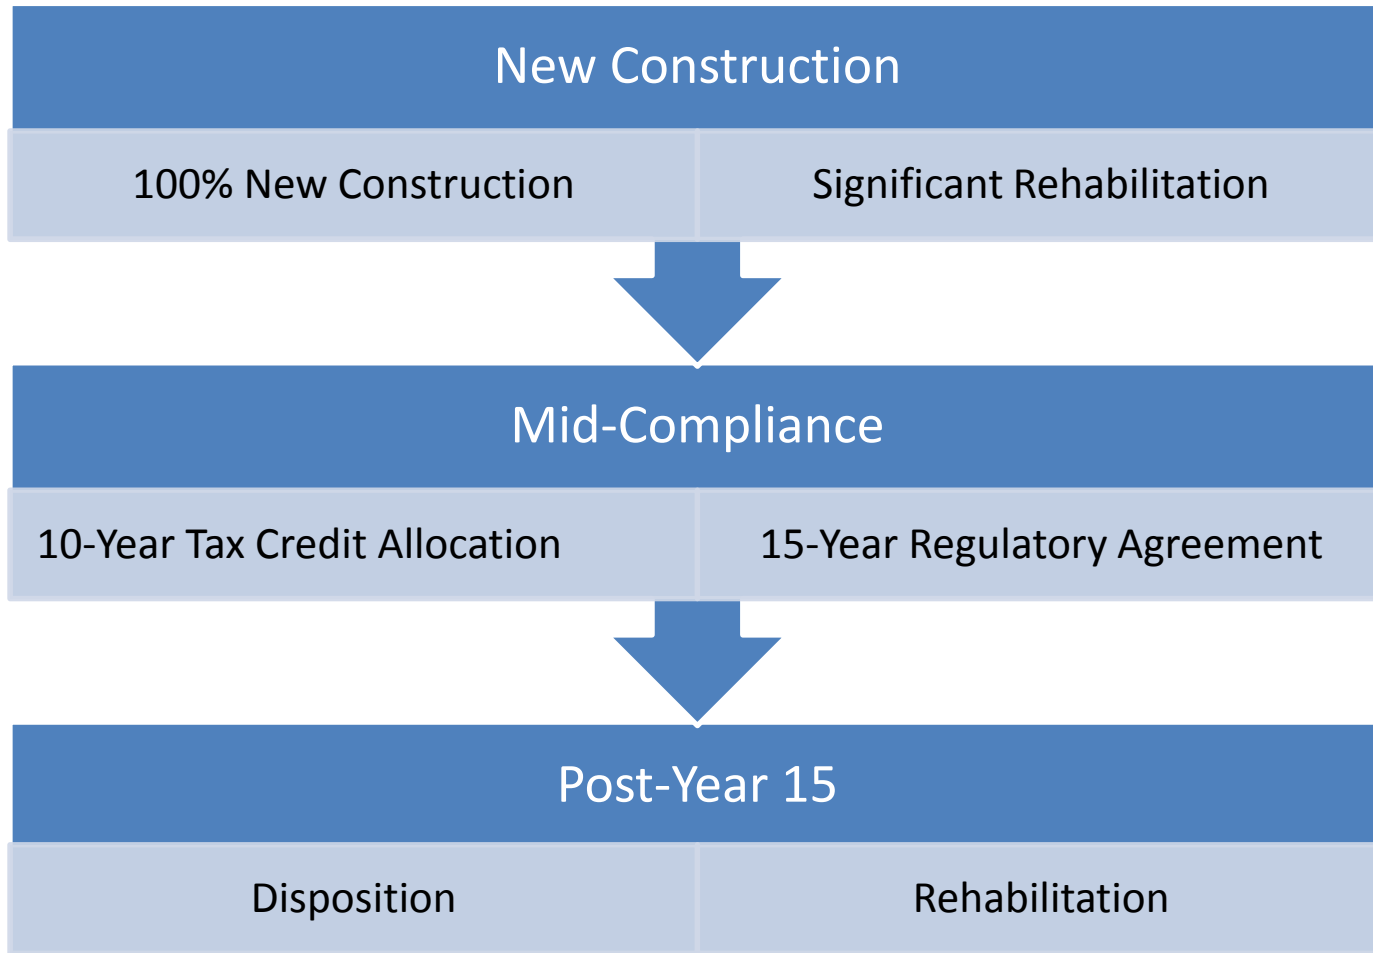 New Construction
100% New Construction
Significant Rehabilitation
Mid-Compliance
10-Year Tax Credit Allocation
15-Year Regulatory Agreement
Post-Year 15
Disposition
Rehabilitation